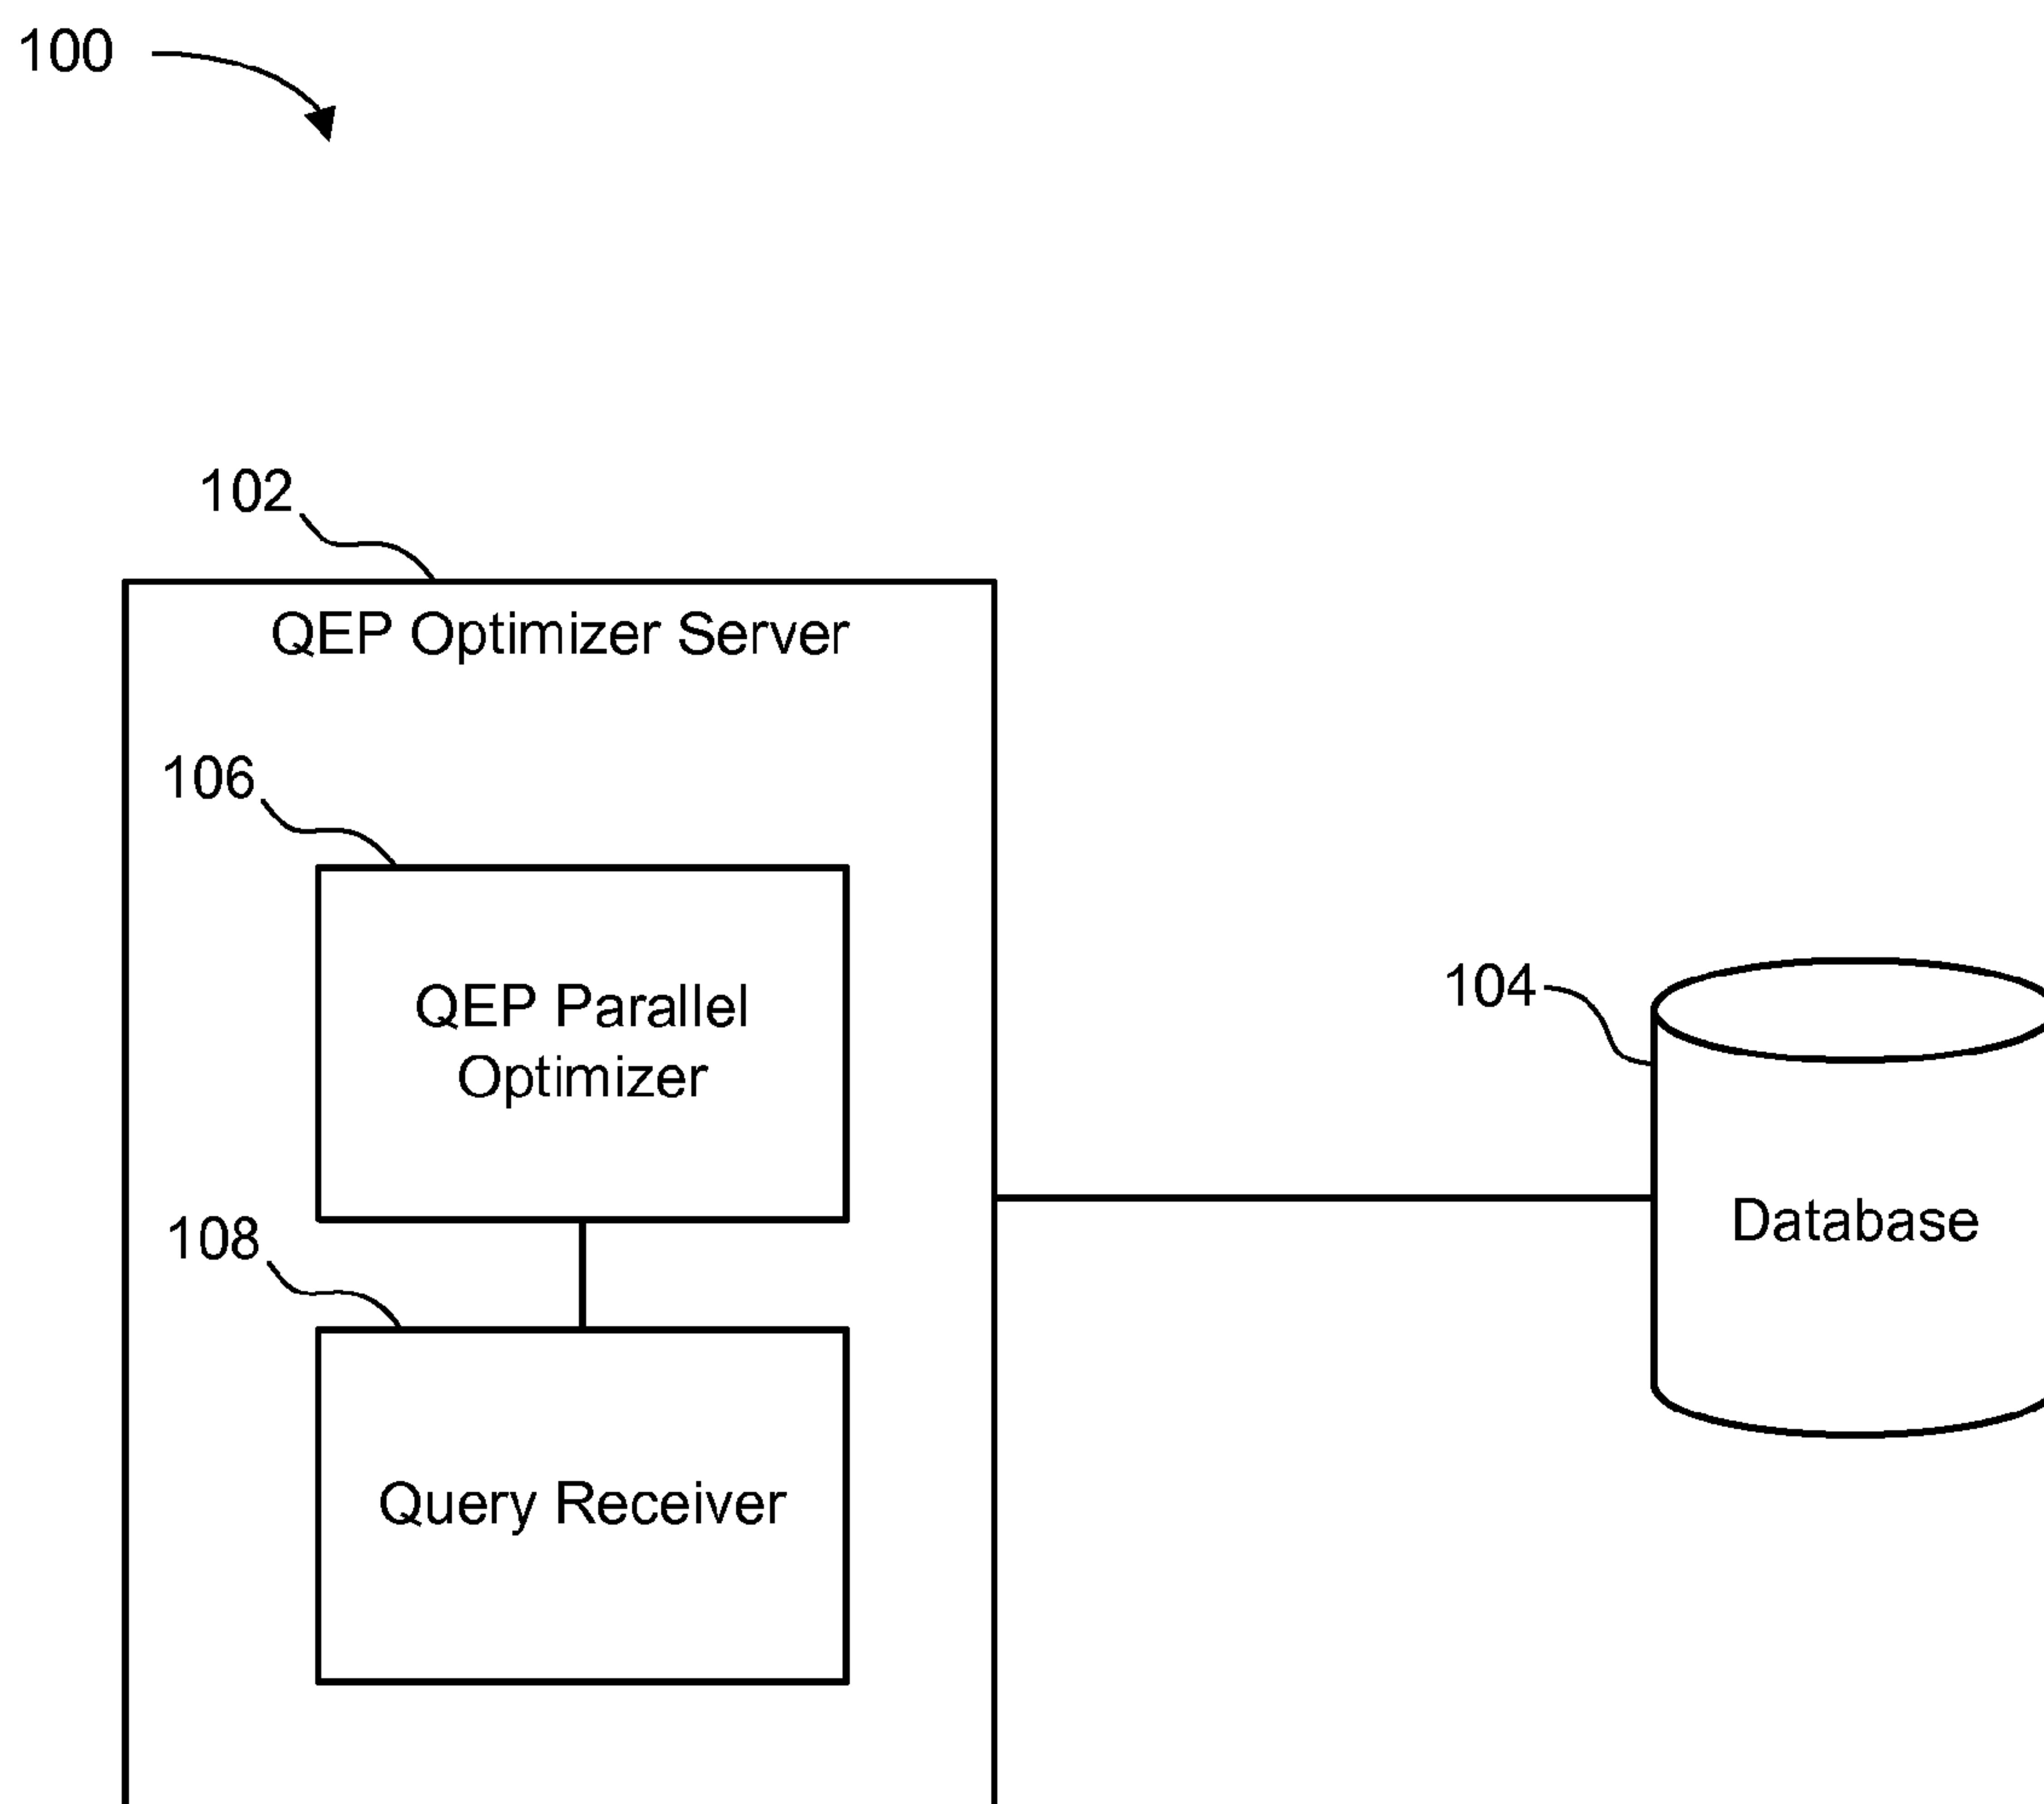 100
102
QEP Optimizer Server
106
QEP Parallel
Optimizer
104
Database
108
Query Receiver